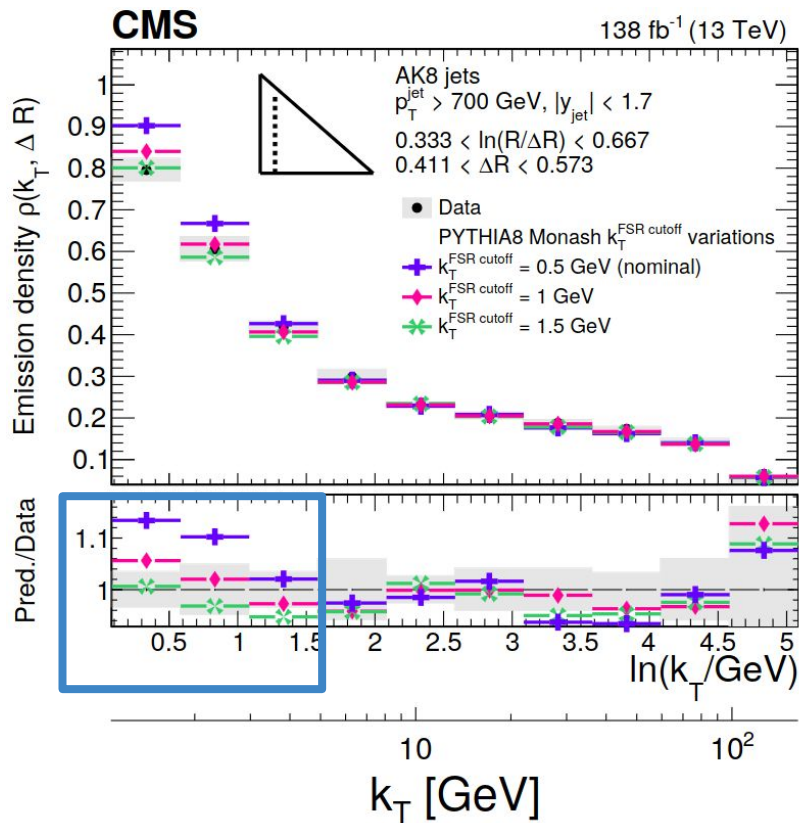 CMS 138 fb⁻¹ (13 TeV)
AK8 jets
p_T^jet > 700 GeV, |y_jet| < 1.7
0.333 < ln(R/ΔR) < 0.667
0.411 < ΔR < 0.573
Data
PYTHIA8 Monash k_T^FSR cutoff variations
k_T^FSR cutoff = 0.5 GeV (nominal)
k_T^FSR cutoff = 1 GeV
k_T^FSR cutoff = 1.5 GeV
Emission density ρ(k_T, Δ R)
1
0.9
0.8
0.7
0.6
0.5
0.4
0.3
0.2
0.1
Pred./Data
1.1
1
0.5 1 1.5 2 2.5 3 3.5 4 4.5 5
ln(k_T/GeV)
10 10²
k_T [GeV]